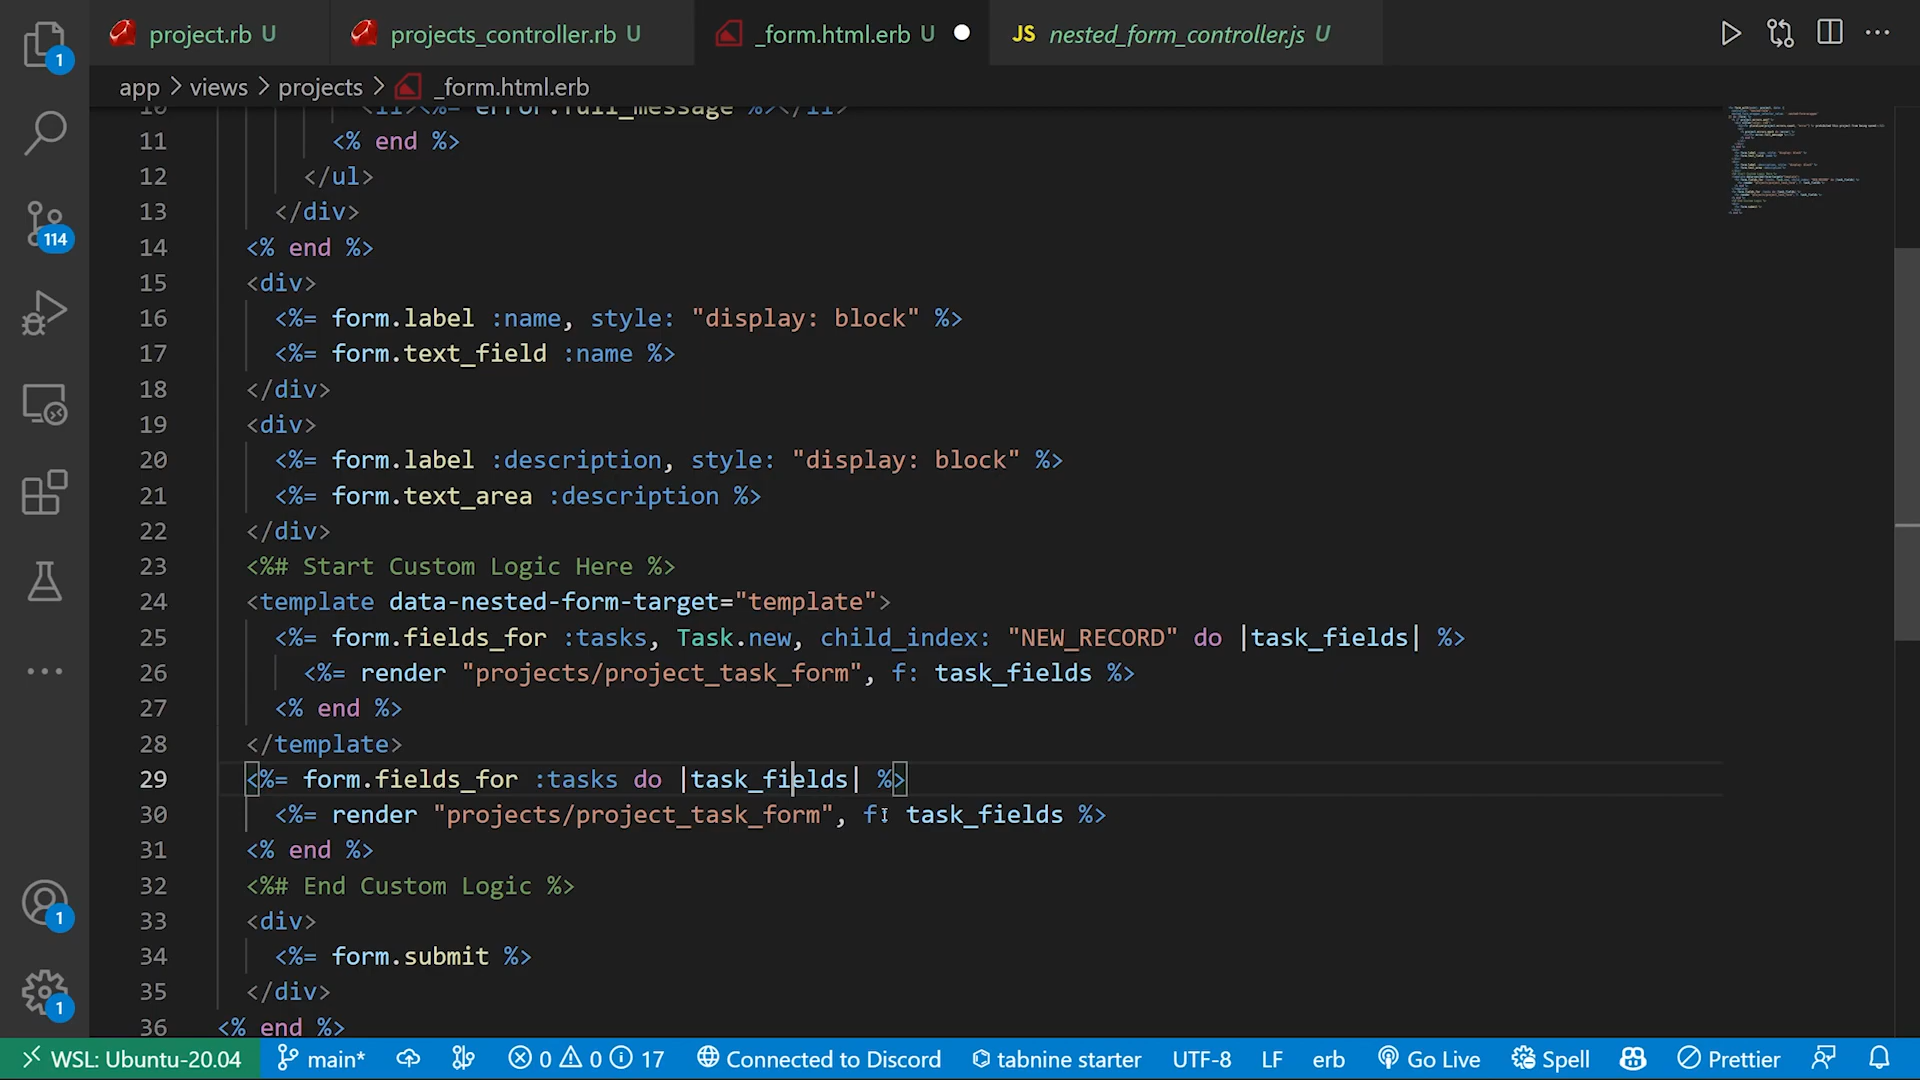 project.rb U
projects_controller.rb U
_form.html.erb U
JS nested_form_controller.js U
app > views > projects > _form.html.erb
10 <li><%= error.full_message %></li>
11 <% end %>
12 </ul>
13 </div>
14 <% end %>
15 <div>
16 <%= form.label :name, style: "display: block" %>
17 <%= form.text_field :name %>
18 </div>
19 <div>
20 <%= form.label :description, style: "display: block" %>
21 <%= form.text_area :description %>
22 </div>
23 <%# Start Custom Logic Here %>
24 <template data-nested-form-target="template">
25 <%= form.fields_for :tasks, Task.new, child_index: "NEW_RECORD" do |task_fields| %>
26 <%= render "projects/project_task_form", f: task_fields %>
27 <% end %>
28 </template>
29 <%= form.fields_for :tasks do |task_fields| %>
30 <%= render "projects/project_task_form", f: task_fields %>
31 <% end %>
32 <%# End Custom Logic %>
33 <div>
34 <%= form.submit %>
35 </div>
36 <% end %>
1
114
1
1
WSL: Ubuntu-20.04 main* 0 0 17 Connected to Discord tabnine starter UTF-8 LF erb Go Live Spell Prettier